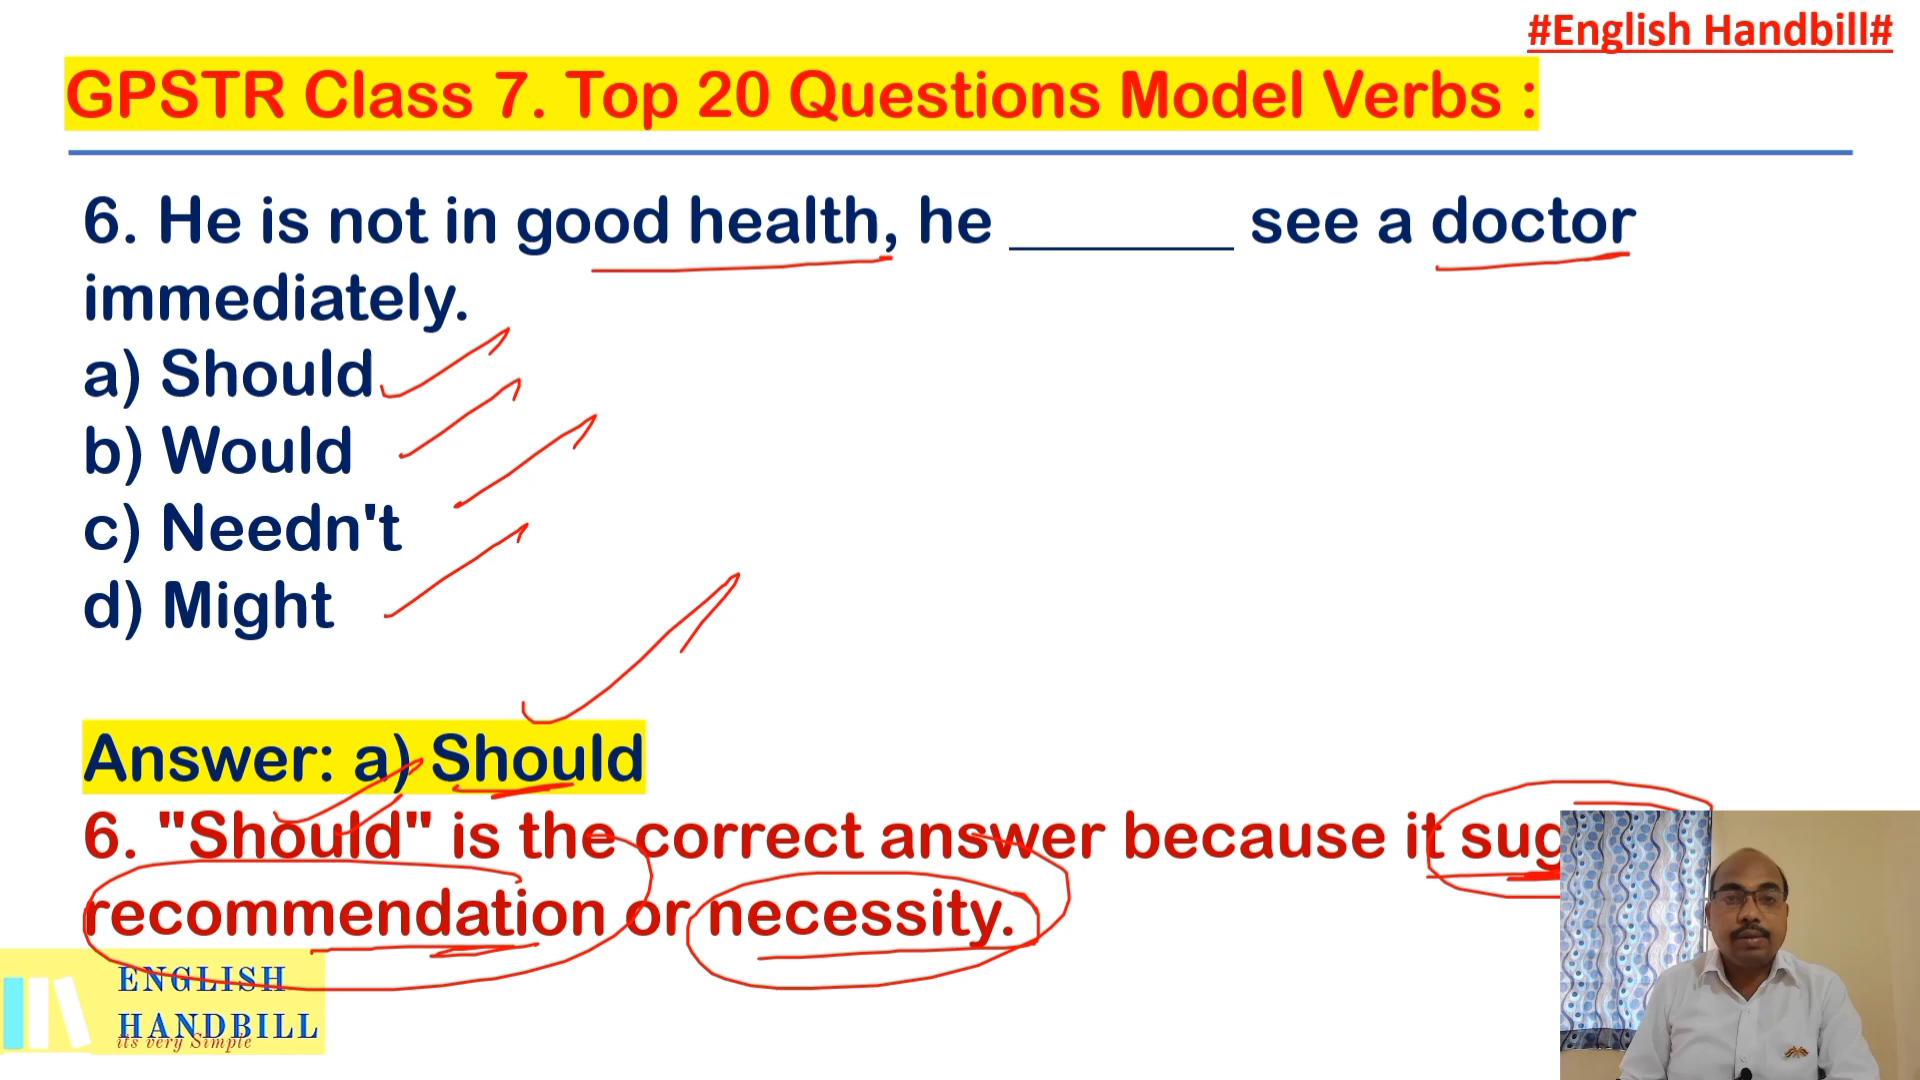 #English Handbill#
GPSTR Class 7. Top 20 Questions Model Verbs :
6. He is not in good health, he _______ see a doctor
immediately.
a) Should
b) Would
c) Needn't
d) Might
Answer: a) Should
6. "Should" is the correct answer because it
recommendation or necessity.
ENGLISH
HANDBILL
its very Simple